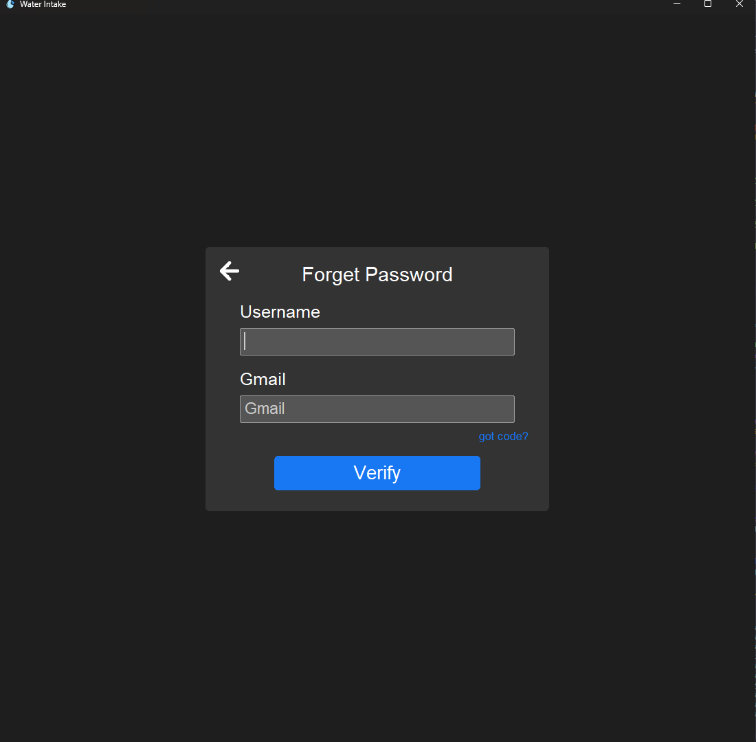 Water Intake
Forget Password
Username
Gmail
Gmail
got code?
Verify